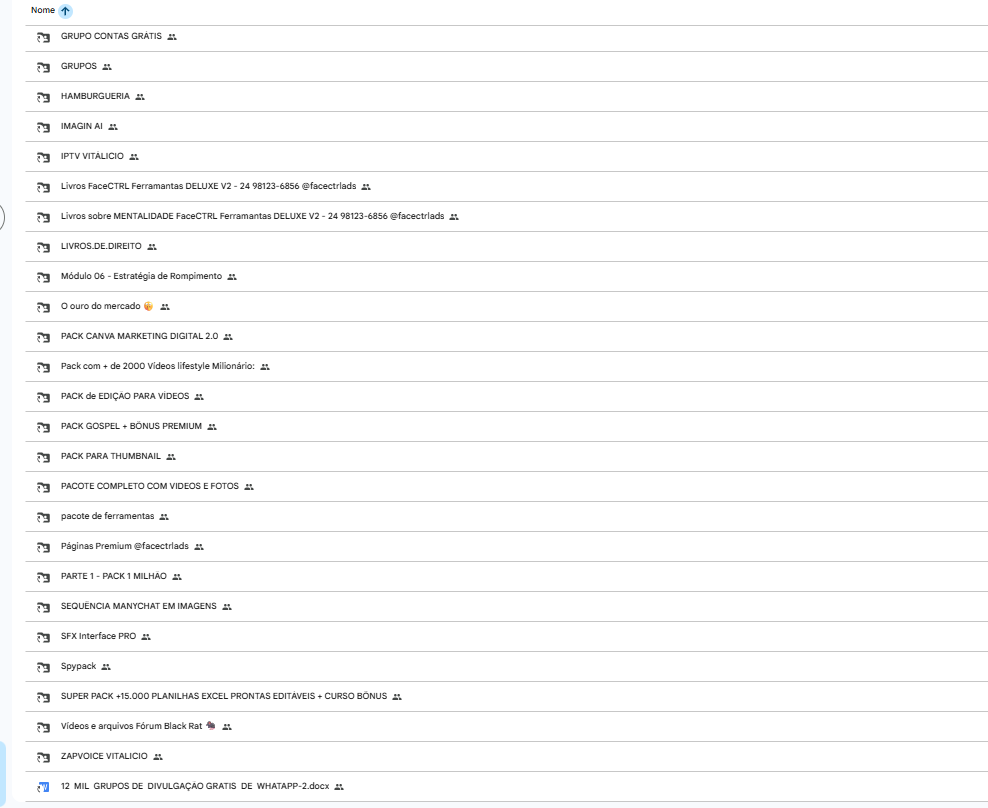 Nome
GRUPO CONTAS GRÁTIS
GRUPOS
HAMBURGUERIA
IMAGIN AI
IPTV VITÁLICIO
Livros FaceCTRL Ferramantas DELUXE V2 - 24 98123-6856 @facectrlads
Livros sobre MENTALIDADE FaceCTRL Ferramantas DELUXE V2 - 24 98123-6856 @facectrlads
LIVROS.DE.DIREITO
Módulo 06 - Estratégia de Rompimento
O ouro do mercado
PACK CANVA MARKETING DIGITAL 2.0
Pack com + de 2000 Vídeos lifestyle Milionário:
PACK de EDIÇÃO PARA VÍDEOS
PACK GOSPEL + BÔNUS PREMIUM
PACK PARA THUMBNAIL
PACOTE COMPLETO COM VIDEOS E FOTOS
pacote de ferramentas
Páginas Premium @facectrlads
PARTE 1 - PACK 1 MILHÃO
SEQUÊNCIA MANYCHAT EM IMAGENS
SFX Interface PRO
Spypack
SUPER PACK +15.000 PLANILHAS EXCEL PRONTAS EDITÁVEIS + CURSO BÔNUS
Vídeos e arquivos Fórum Black Rat
ZAPVOICE VITALICIO
12 MIL GRUPOS DE DIVULGAÇÃO GRATIS DE WHATAPP-2.docx